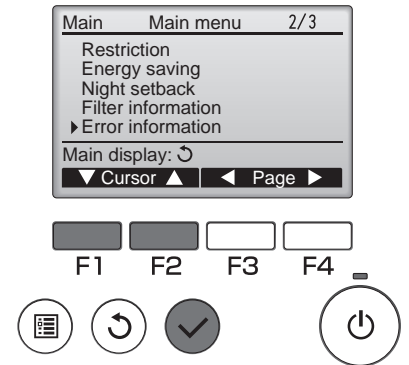 Main Main menu 2/3
Restriction
Energy saving
Night setback
Filter information
Error information
Main display:
Cursor Page
F1 F2 F3 F4